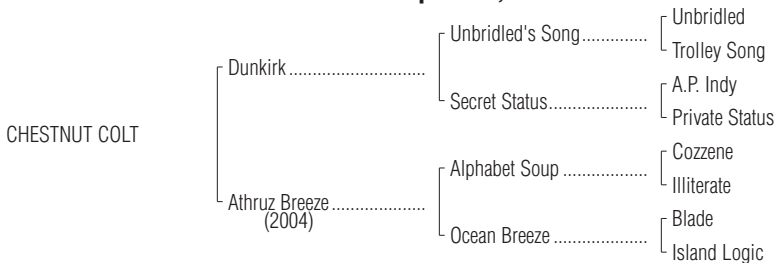 Unbridled
Unbridled's Song
Trolley Song
Dunkirk
A.P. Indy
Secret Status
Private Status
CHESTNUT COLT
Cozzene
Alphabet Soup
Illiterate
Athruz Breeze
(2004)
Blade
Ocean Breeze
Island Logic